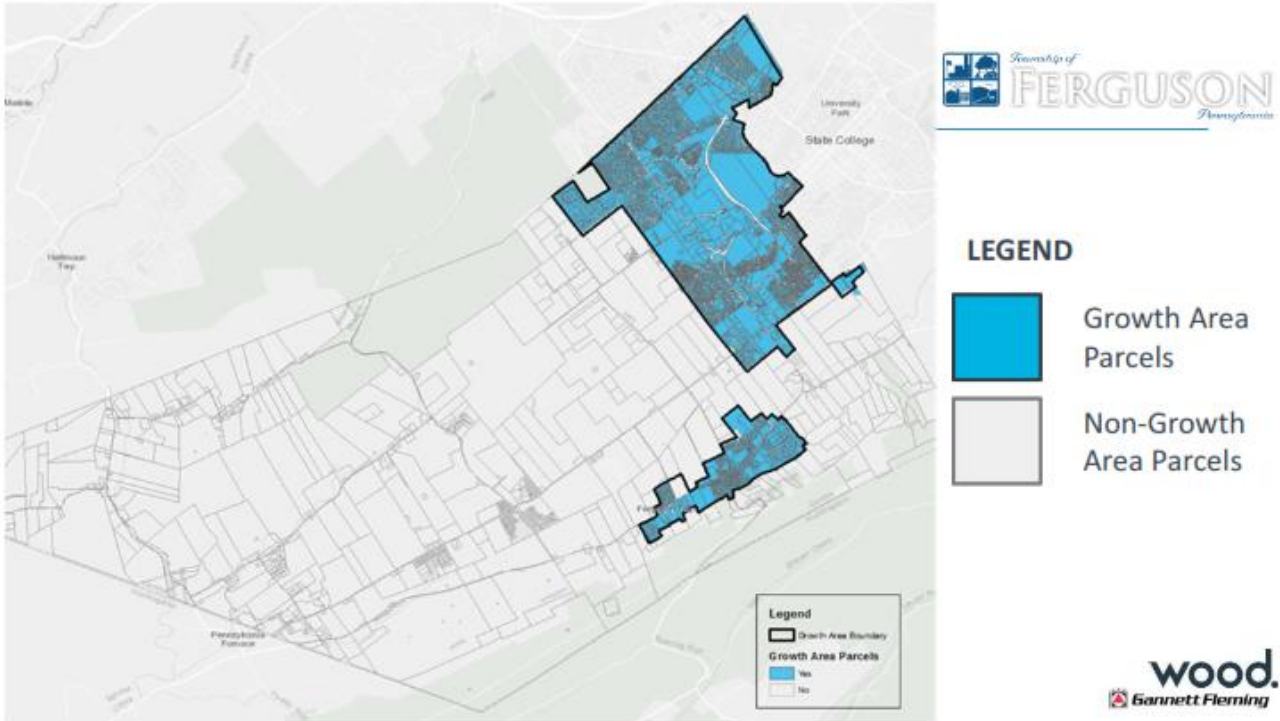 Township of
FERGUSON
Pennsylvania
University
Park
State College
Halfmoon
Twp
Pennsylvania
Furnace
LEGEND
Growth Area
Parcels
Non-Growth
Area Parcels
Legend
Growth Area Boundary
Growth Area Parcels
Yes
No
wood.
Gannett Fleming